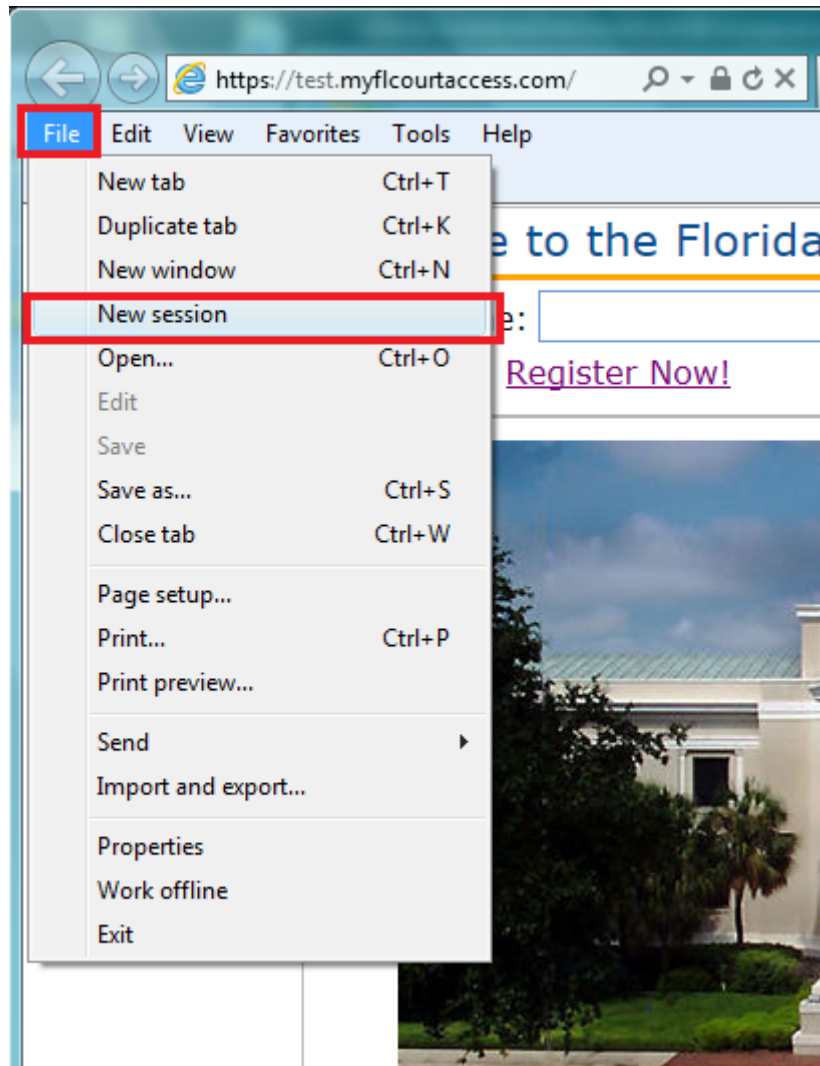 https://test.myflcourtaccess.com/
File Edit View Favorites Tools Help
New tab Ctrl+T
Duplicate tab Ctrl+K
New window Ctrl+N
New session
Open... Ctrl+O
Edit
Save
Save as... Ctrl+S
Close tab Ctrl+W
Page setup...
Print... Ctrl+P
Print preview...
Send
Import and export...
Properties
Work offline
Exit
e to the Florida
e:
Register Now!